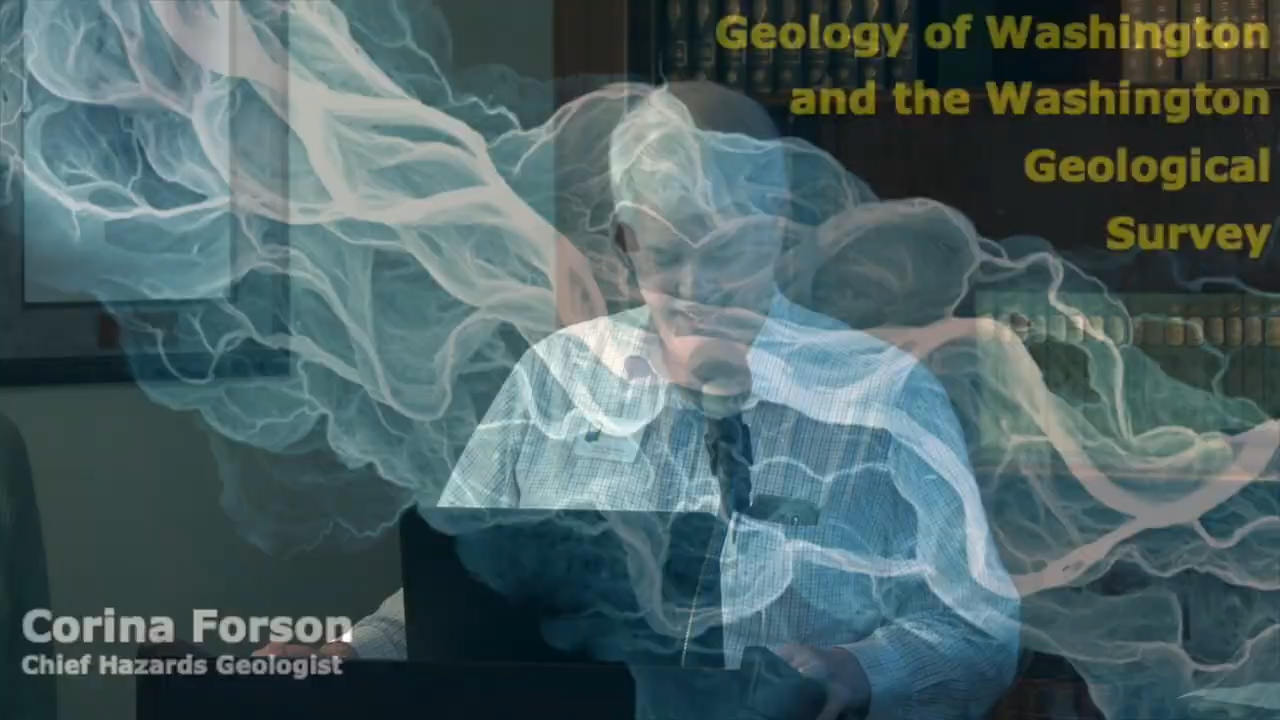 Geology of Washington
and the Washington
Geological
Survey
Corina Forson
Chief Hazards Geologist